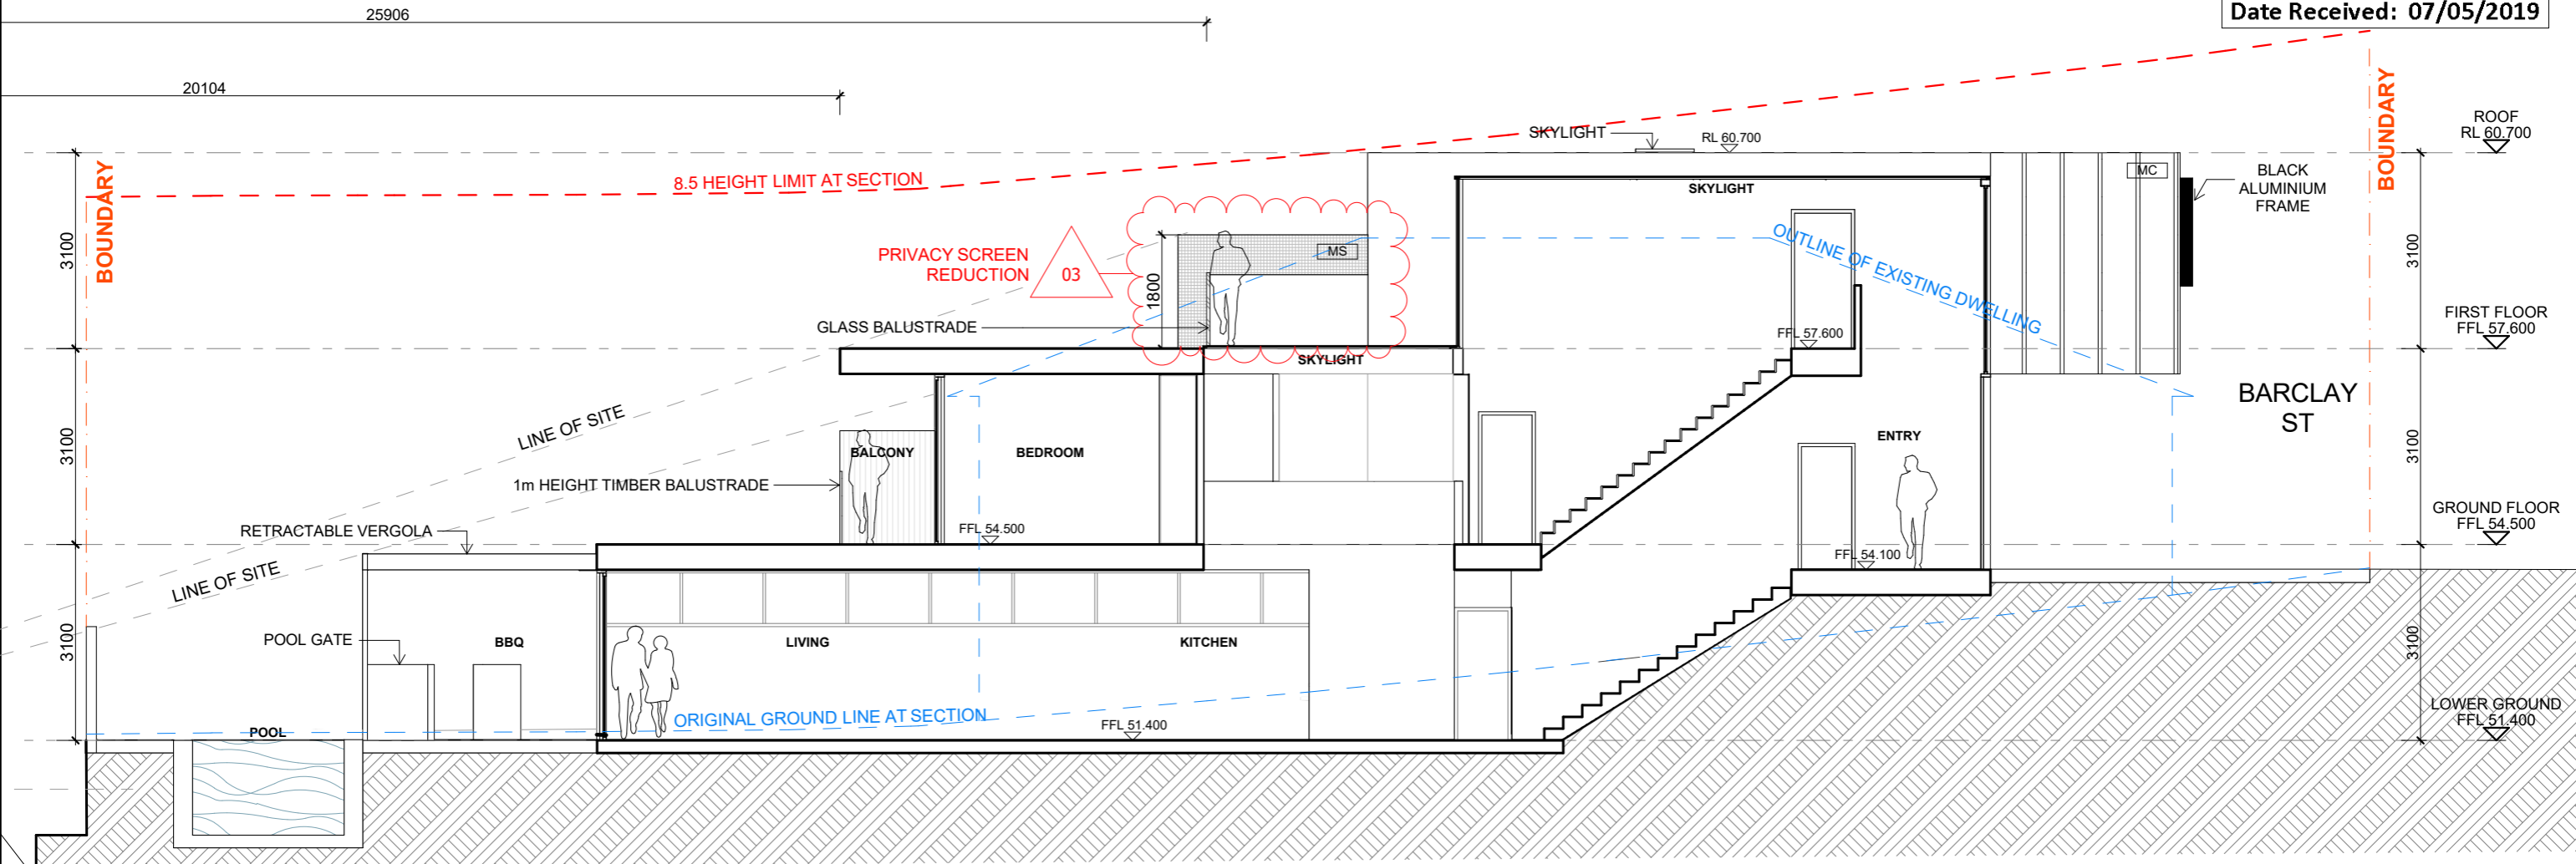 25906
Date Received: 07/05/2019
20104
ROOF
RL 60.700
SKYLIGHT
RL 60.700
BOUNDARY
BOUNDARY
8.5 HEIGHT LIMIT AT SECTION
SKYLIGHT
MC
BLACK
ALUMINIUM
FRAME
3100
PRIVACY SCREEN
REDUCTION
03
1800
MS
OUTLINE OF EXISTING DWELLING
3100
GLASS BALUSTRADE
FFL 57.600
FIRST FLOOR
FFL 57.600
SKYLIGHT
BARCLAY
ST
LINE OF SITE
3100
BALCONY
BEDROOM
ENTRY
3100
1m HEIGHT TIMBER BALUSTRADE
GROUND FLOOR
FFL 54.500
RETRACTABLE VERGOLA
FFL 54.500
FFL 54.100
LINE OF SITE
3100
POOL GATE
BBQ
LIVING
KITCHEN
3100
ORIGINAL GROUND LINE AT SECTION
FFL 51.400
LOWER GROUND
FFL 51.400
POOL